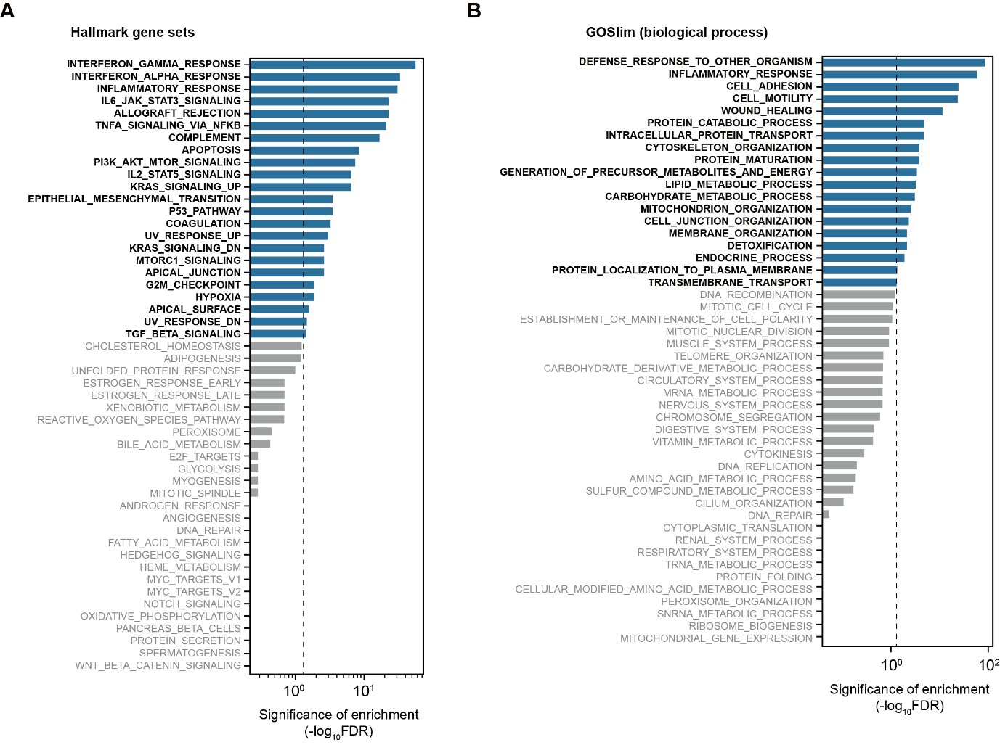 A
Hallmark gene sets
INTERFERON_GAMMA_RESPONSE
INTERFERON_ALPHA_RESPONSE
INFLAMMATORY_RESPONSE
IL6_JAK_STAT3_SIGNALING
ALLOGRAFT_REJECTION
TNFA_SIGNALING_VIA_NFKB
COMPLEMENT
APOPTOSIS
PI3K_AKT_MTOR_SIGNALING
IL2_STAT5_SIGNALING
KRAS_SIGNALING_UP
EPITHELIAL_MESENCHYMAL_TRANSITION
P53_PATHWAY
COAGULATION
UV_RESPONSE_UP
KRAS_SIGNALING_DN
MTORC1_SIGNALING
APICAL_JUNCTION
G2M_CHECKPOINT
HYPOXIA
APICAL_SURFACE
UV_RESPONSE_DN
TGF_BETA_SIGNALING
CHOLESTEROL_HOMEOSTASIS
ADIPOGENESIS
UNFOLDED_PROTEIN_RESPONSE
ESTROGEN_RESPONSE_EARLY
ESTROGEN_RESPONSE_LATE
XENOBIOTIC_METABOLISM
REACTIVE_OXYGEN_SPECIES_PATHWAY
PEROXISOME
BILE_ACID_METABOLISM
E2F_TARGETS
GLYCOLYSIS
MYOGENESIS
MITOTIC_SPINDLE
ANDROGEN_RESPONSE
ANGIOGENESIS
DNA_REPAIR
FATTY_ACID_METABOLISM
HEDGEHOG_SIGNALING
HEME_METABOLISM
MYC_TARGETS_V1
MYC_TARGETS_V2
NOTCH_SIGNALING
OXIDATIVE_PHOSPHORYLATION
PANCREAS_BETA_CELLS
PROTEIN_SECRETION
SPERMATOGENESIS
WNT_BETA_CATENIN_SIGNALING
10⁰ 10¹
Significance of enrichment
(-log₁₀FDR)
B
GOSlim (biological process)
DEFENSE_RESPONSE_TO_OTHER_ORGANISM
INFLAMMATORY_RESPONSE
CELL_ADHESION
CELL_MOTILITY
WOUND_HEALING
PROTEIN_CATABOLIC_PROCESS
INTRACELLULAR_PROTEIN_TRANSPORT
CYTOSKELETON_ORGANIZATION
PROTEIN_MATURATION
GENERATION_OF_PRECURSOR_METABOLITES_AND_ENERGY
LIPID_METABOLIC_PROCESS
CARBOHYDRATE_METABOLIC_PROCESS
MITOCHONDRION_ORGANIZATION
CELL_JUNCTION_ORGANIZATION
MEMBRANE_ORGANIZATION
DETOXIFICATION
ENDOCRINE_PROCESS
PROTEIN_LOCALIZATION_TO_PLASMA_MEMBRANE
TRANSMEMBRANE_TRANSPORT
DNA_RECOMBINATION
MITOTIC_CELL_CYCLE
ESTABLISHMENT_OR_MAINTENANCE_OF_CELL_POLARITY
MITOTIC_NUCLEAR_DIVISION
MUSCLE_SYSTEM_PROCESS
TELOMERE_ORGANIZATION
CARBOHYDRATE_DERIVATIVE_METABOLIC_PROCESS
CIRCULATORY_SYSTEM_PROCESS
MRNA_METABOLIC_PROCESS
NERVOUS_SYSTEM_PROCESS
CHROMOSOME_SEGREGATION
DIGESTIVE_SYSTEM_PROCESS
VITAMIN_METABOLIC_PROCESS
CYTOKINESIS
DNA_REPLICATION
AMINO_ACID_METABOLIC_PROCESS
SULFUR_COMPOUND_METABOLIC_PROCESS
CILIUM_ORGANIZATION
DNA_REPAIR
CYTOPLASMIC_TRANSLATION
RENAL_SYSTEM_PROCESS
RESPIRATORY_SYSTEM_PROCESS
TRNA_METABOLIC_PROCESS
PROTEIN_FOLDING
CELLULAR_MODIFIED_AMINO_ACID_METABOLIC_PROCESS
PEROXISOME_ORGANIZATION
SNRNA_METABOLIC_PROCESS
RIBOSOME_BIOGENESIS
MITOCHONDRIAL_GENE_EXPRESSION
10⁰ 10²
Significance of enrichment
(-log₁₀FDR)